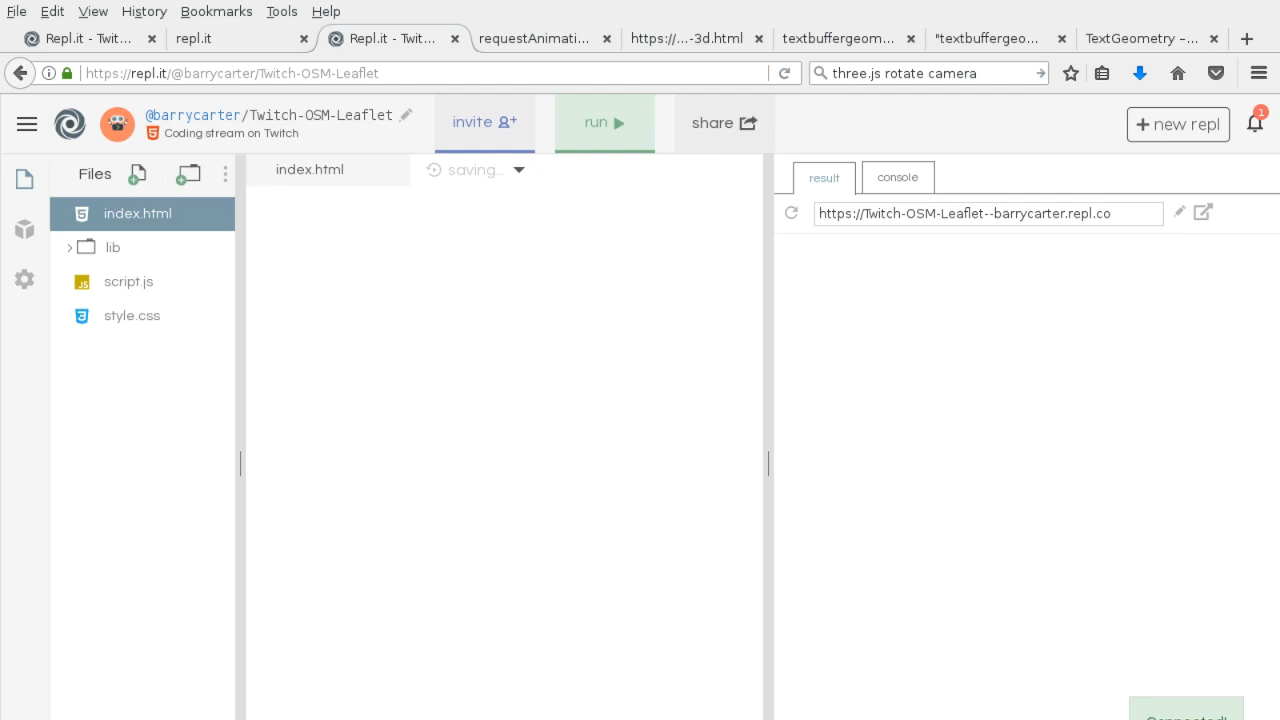 File Edit View History Bookmarks Tools Help
Repl.it - Twit...
repl.it
Repl.it - Twit...
requestAnimati...
https://...-3d.html
textbuffergeom...
"textbuffergeo...
TextGeometry –...
https://repl.it/@barrycarter/Twitch-OSM-Leaflet
three.js rotate camera
@barrycarter/Twitch-OSM-Leaflet
Coding stream on Twitch
invite
run
share
+ new repl
1
Files
index.html
lib
script.js
style.css
index.html
saving...
result
console
https://Twitch-OSM-Leaflet--barrycarter.repl.co
Connected!